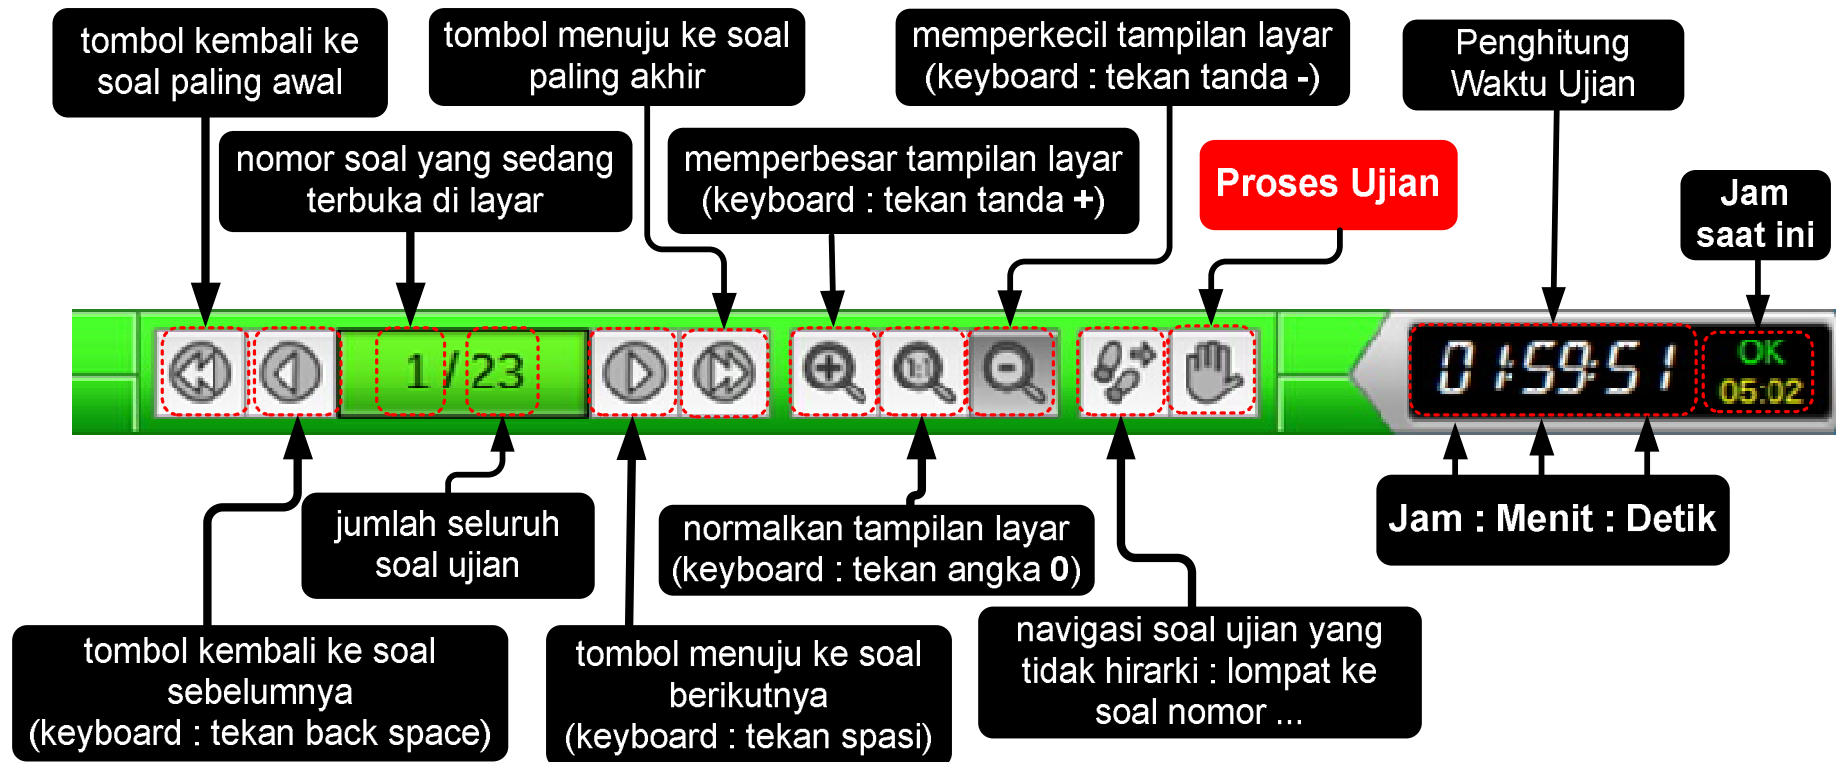 tombol kembali ke
soal paling awal
tombol menuju ke soal
paling akhir
memperkecil tampilan layar
(keyboard : tekan tanda -)
Penghitung
Waktu Ujian
nomor soal yang sedang
terbuka di layar
memperbesar tampilan layar
(keyboard : tekan tanda +)
Proses Ujian
Jam
saat ini
1 / 23
1:1
01:59:51
OK
05:02
jumlah seluruh
soal ujian
normalkan tampilan layar
(keyboard : tekan angka 0)
Jam : Menit : Detik
tombol kembali ke soal
sebelumnya
(keyboard : tekan back space)
tombol menuju ke soal
berikutnya
(keyboard : tekan spasi)
navigasi soal ujian yang
tidak hirarki : lompat ke
soal nomor ...